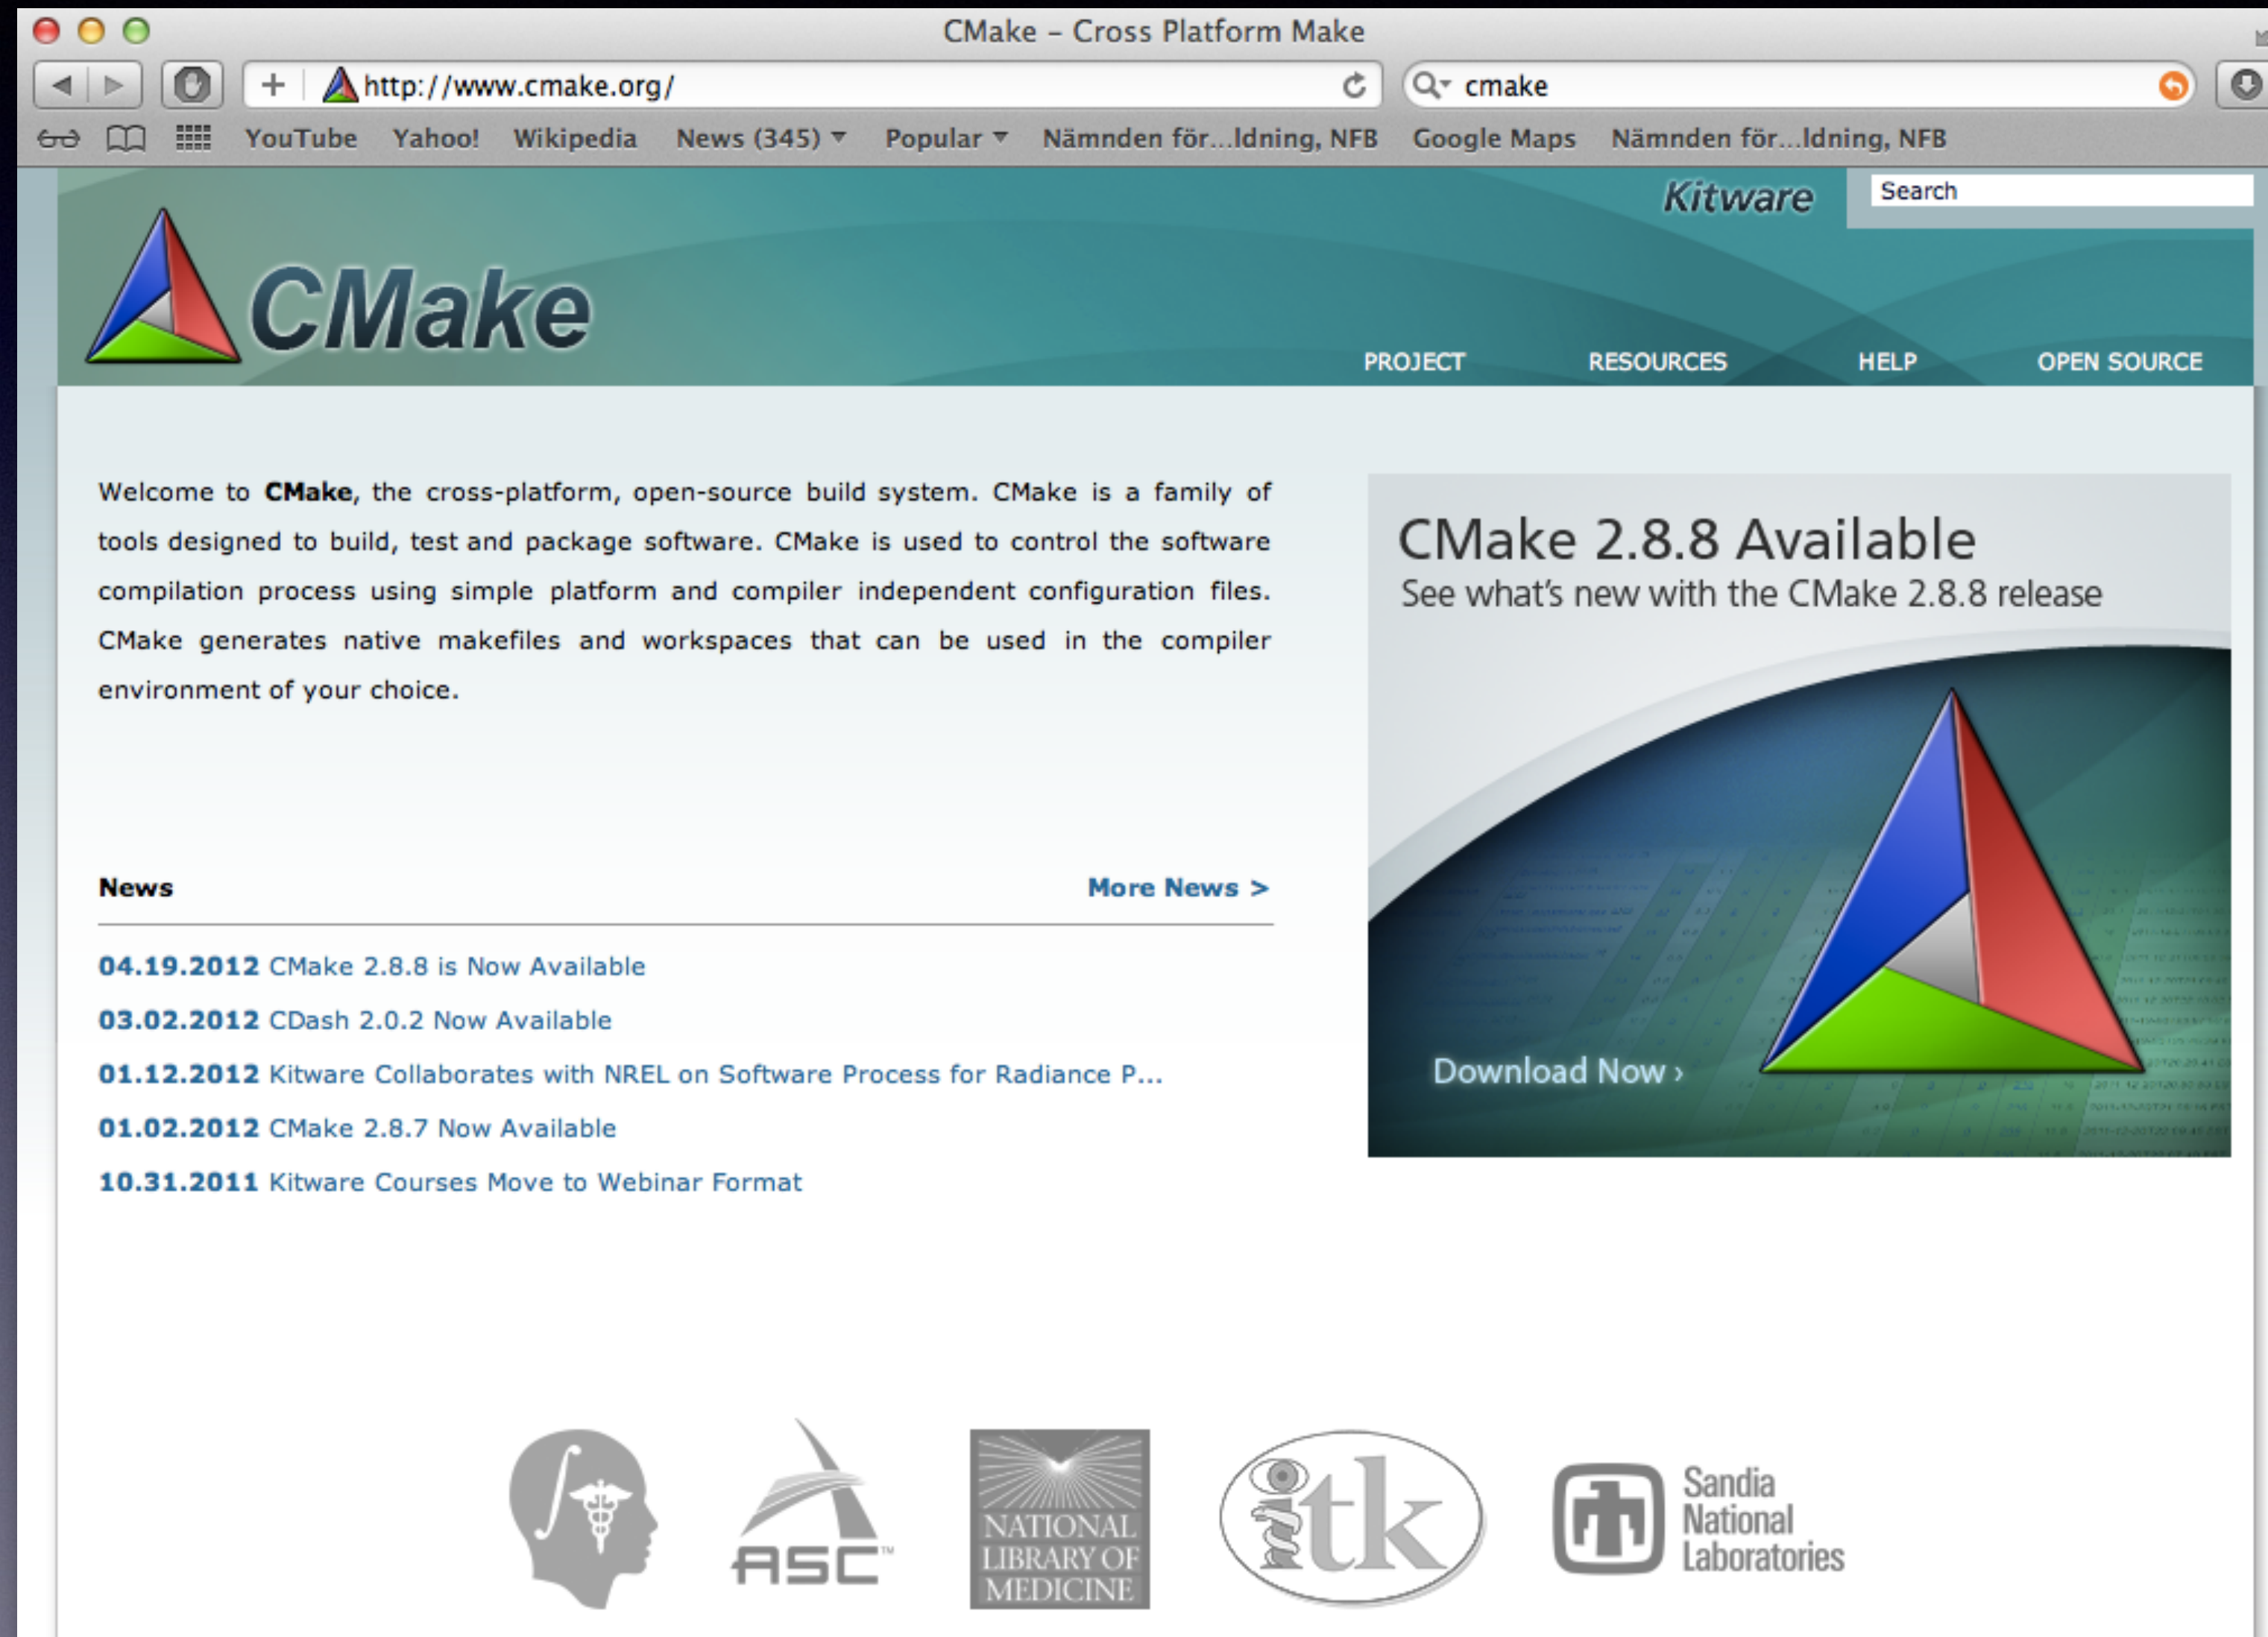 CMake – Cross Platform Make
http://www.cmake.org/
cmake
YouTube Yahoo! Wikipedia News (345) Popular Nämnden för...ldning, NFB Google Maps Nämnden för...ldning, NFB
Kitware
Search
CMake
PROJECT RESOURCES HELP OPEN SOURCE
Welcome to CMake, the cross-platform, open-source build system. CMake is a family of
tools designed to build, test and package software. CMake is used to control the software
compilation process using simple platform and compiler independent configuration files.
CMake generates native makefiles and workspaces that can be used in the compiler
environment of your choice.
CMake 2.8.8 Available
See what's new with the CMake 2.8.8 release
Download Now ›
News
More News >
04.19.2012 CMake 2.8.8 is Now Available
03.02.2012 CDash 2.0.2 Now Available
01.12.2012 Kitware Collaborates with NREL on Software Process for Radiance P...
01.02.2012 CMake 2.8.7 Now Available
10.31.2011 Kitware Courses Move to Webinar Format
ASC™
NATIONAL
LIBRARY OF
MEDICINE
itk
Sandia
National
Laboratories